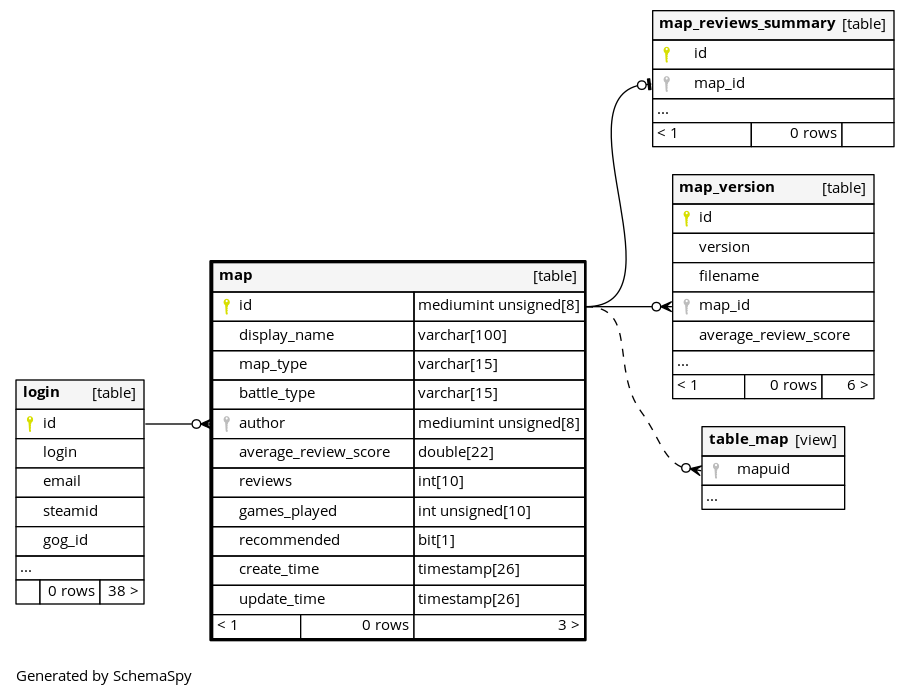 map_reviews_summary [table]
id
map_id
...
< 1 0 rows
map_version [table]
id
version
filename
map_id
average_review_score
...
< 1 0 rows 6 >
map [table]
id mediumint unsigned[8]
display_name varchar[100]
map_type varchar[15]
battle_type varchar[15]
author mediumint unsigned[8]
average_review_score double[22]
reviews int[10]
games_played int unsigned[10]
recommended bit[1]
create_time timestamp[26]
update_time timestamp[26]
< 1 0 rows 3 >
login [table]
id
login
email
steamid
gog_id
...
0 rows 38 >
table_map [view]
mapuid
...
Generated by SchemaSpy